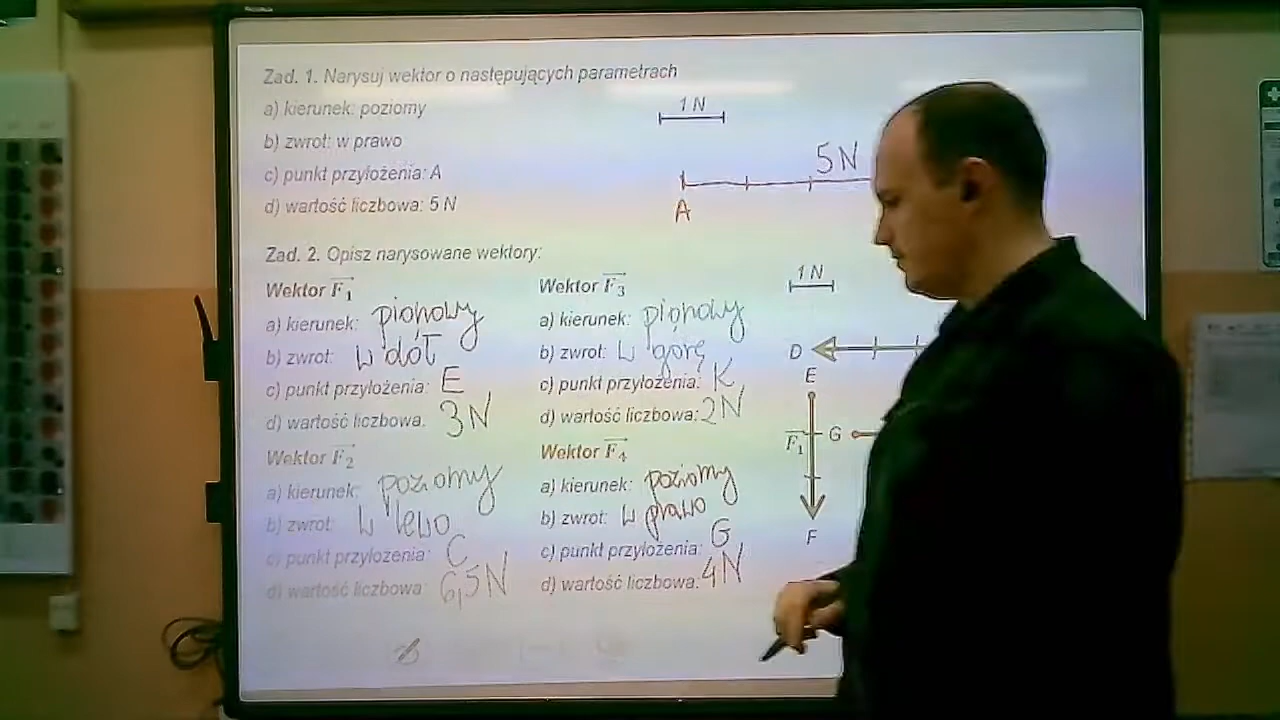 Zad. 1. Narysuj wektor o następujących parametrach
a) kierunek: poziomy
b) zwrot: w prawo
c) punkt przyłożenia: A
d) wartość liczbowa: 5 N
1 N
5N
A
Zad. 2. Opisz narysowane wektory:
Wektor F₁
a) kierunek: pionowy
b) zwrot: w dół
c) punkt przyłożenia: E
d) wartość liczbowa: 3N
Wektor F₂
a) kierunek: poziomy
b) zwrot: w lewo
c) punkt przyłożenia: C
d) wartość liczbowa: 6,5N
Wektor F₃
a) kierunek: pionowy
b) zwrot: w górę
c) punkt przyłożenia: K
d) wartość liczbowa: 2N
Wektor F₄
a) kierunek: poziomy
b) zwrot: w prawo
c) punkt przyłożenia: G
d) wartość liczbowa: 4N
1 N
D
E
F₁
G
F